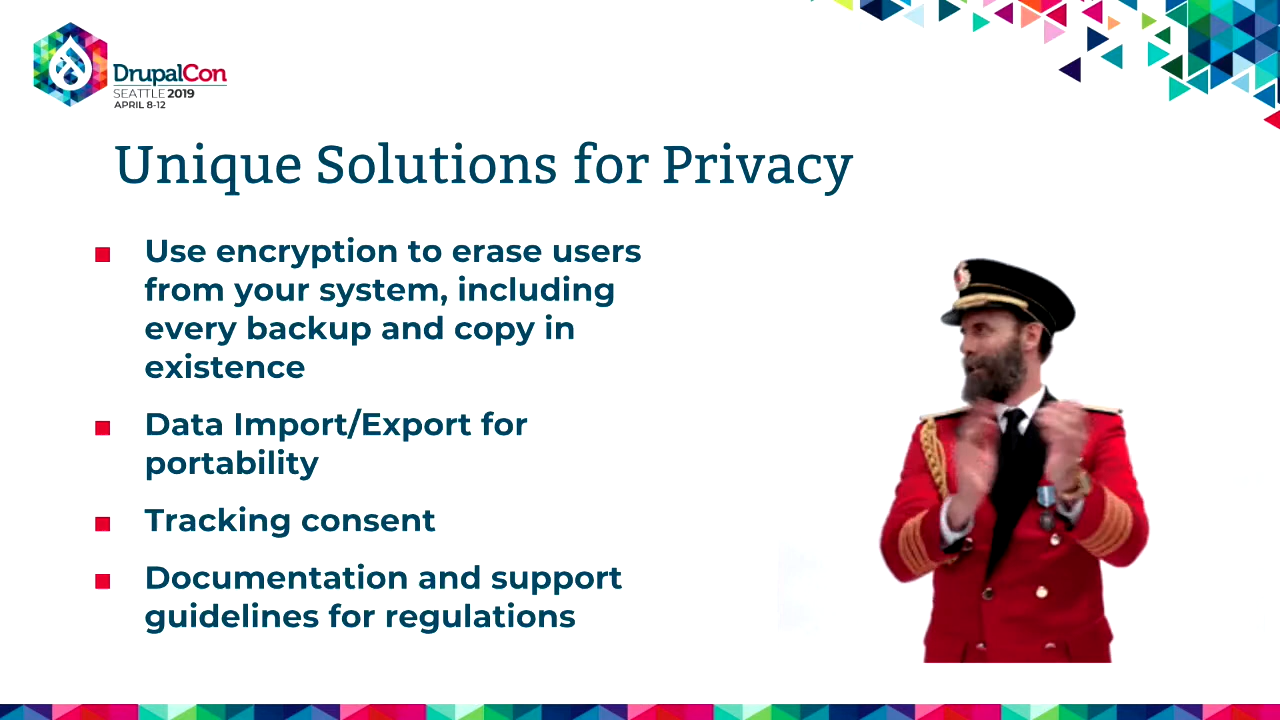 DrupalCon
SEATTLE 2019
APRIL 8-12
Unique Solutions for Privacy
Use encryption to erase users
from your system, including
every backup and copy in
existence
Data Import/Export for
portability
Tracking consent
Documentation and support
guidelines for regulations